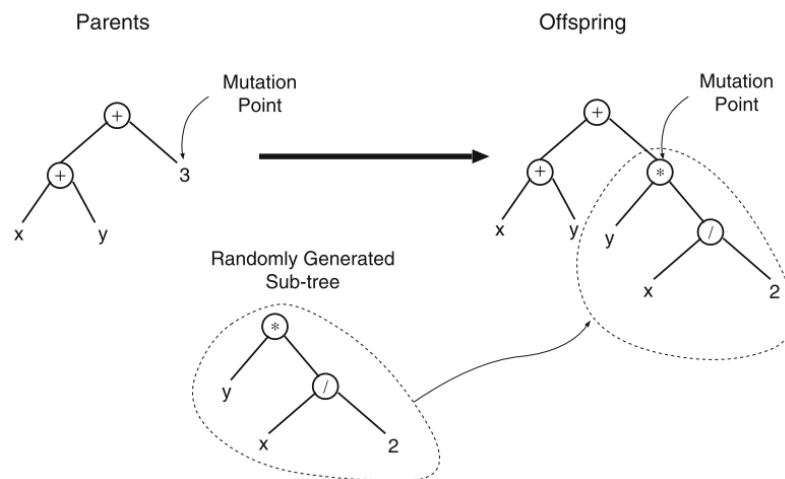 Parents
Offspring
Mutation
Point
Mutation
Point
+
+
+
3
+
*
x
y
x
y
y
/
x
2
Randomly Generated
Sub-tree
*
y
/
x
2